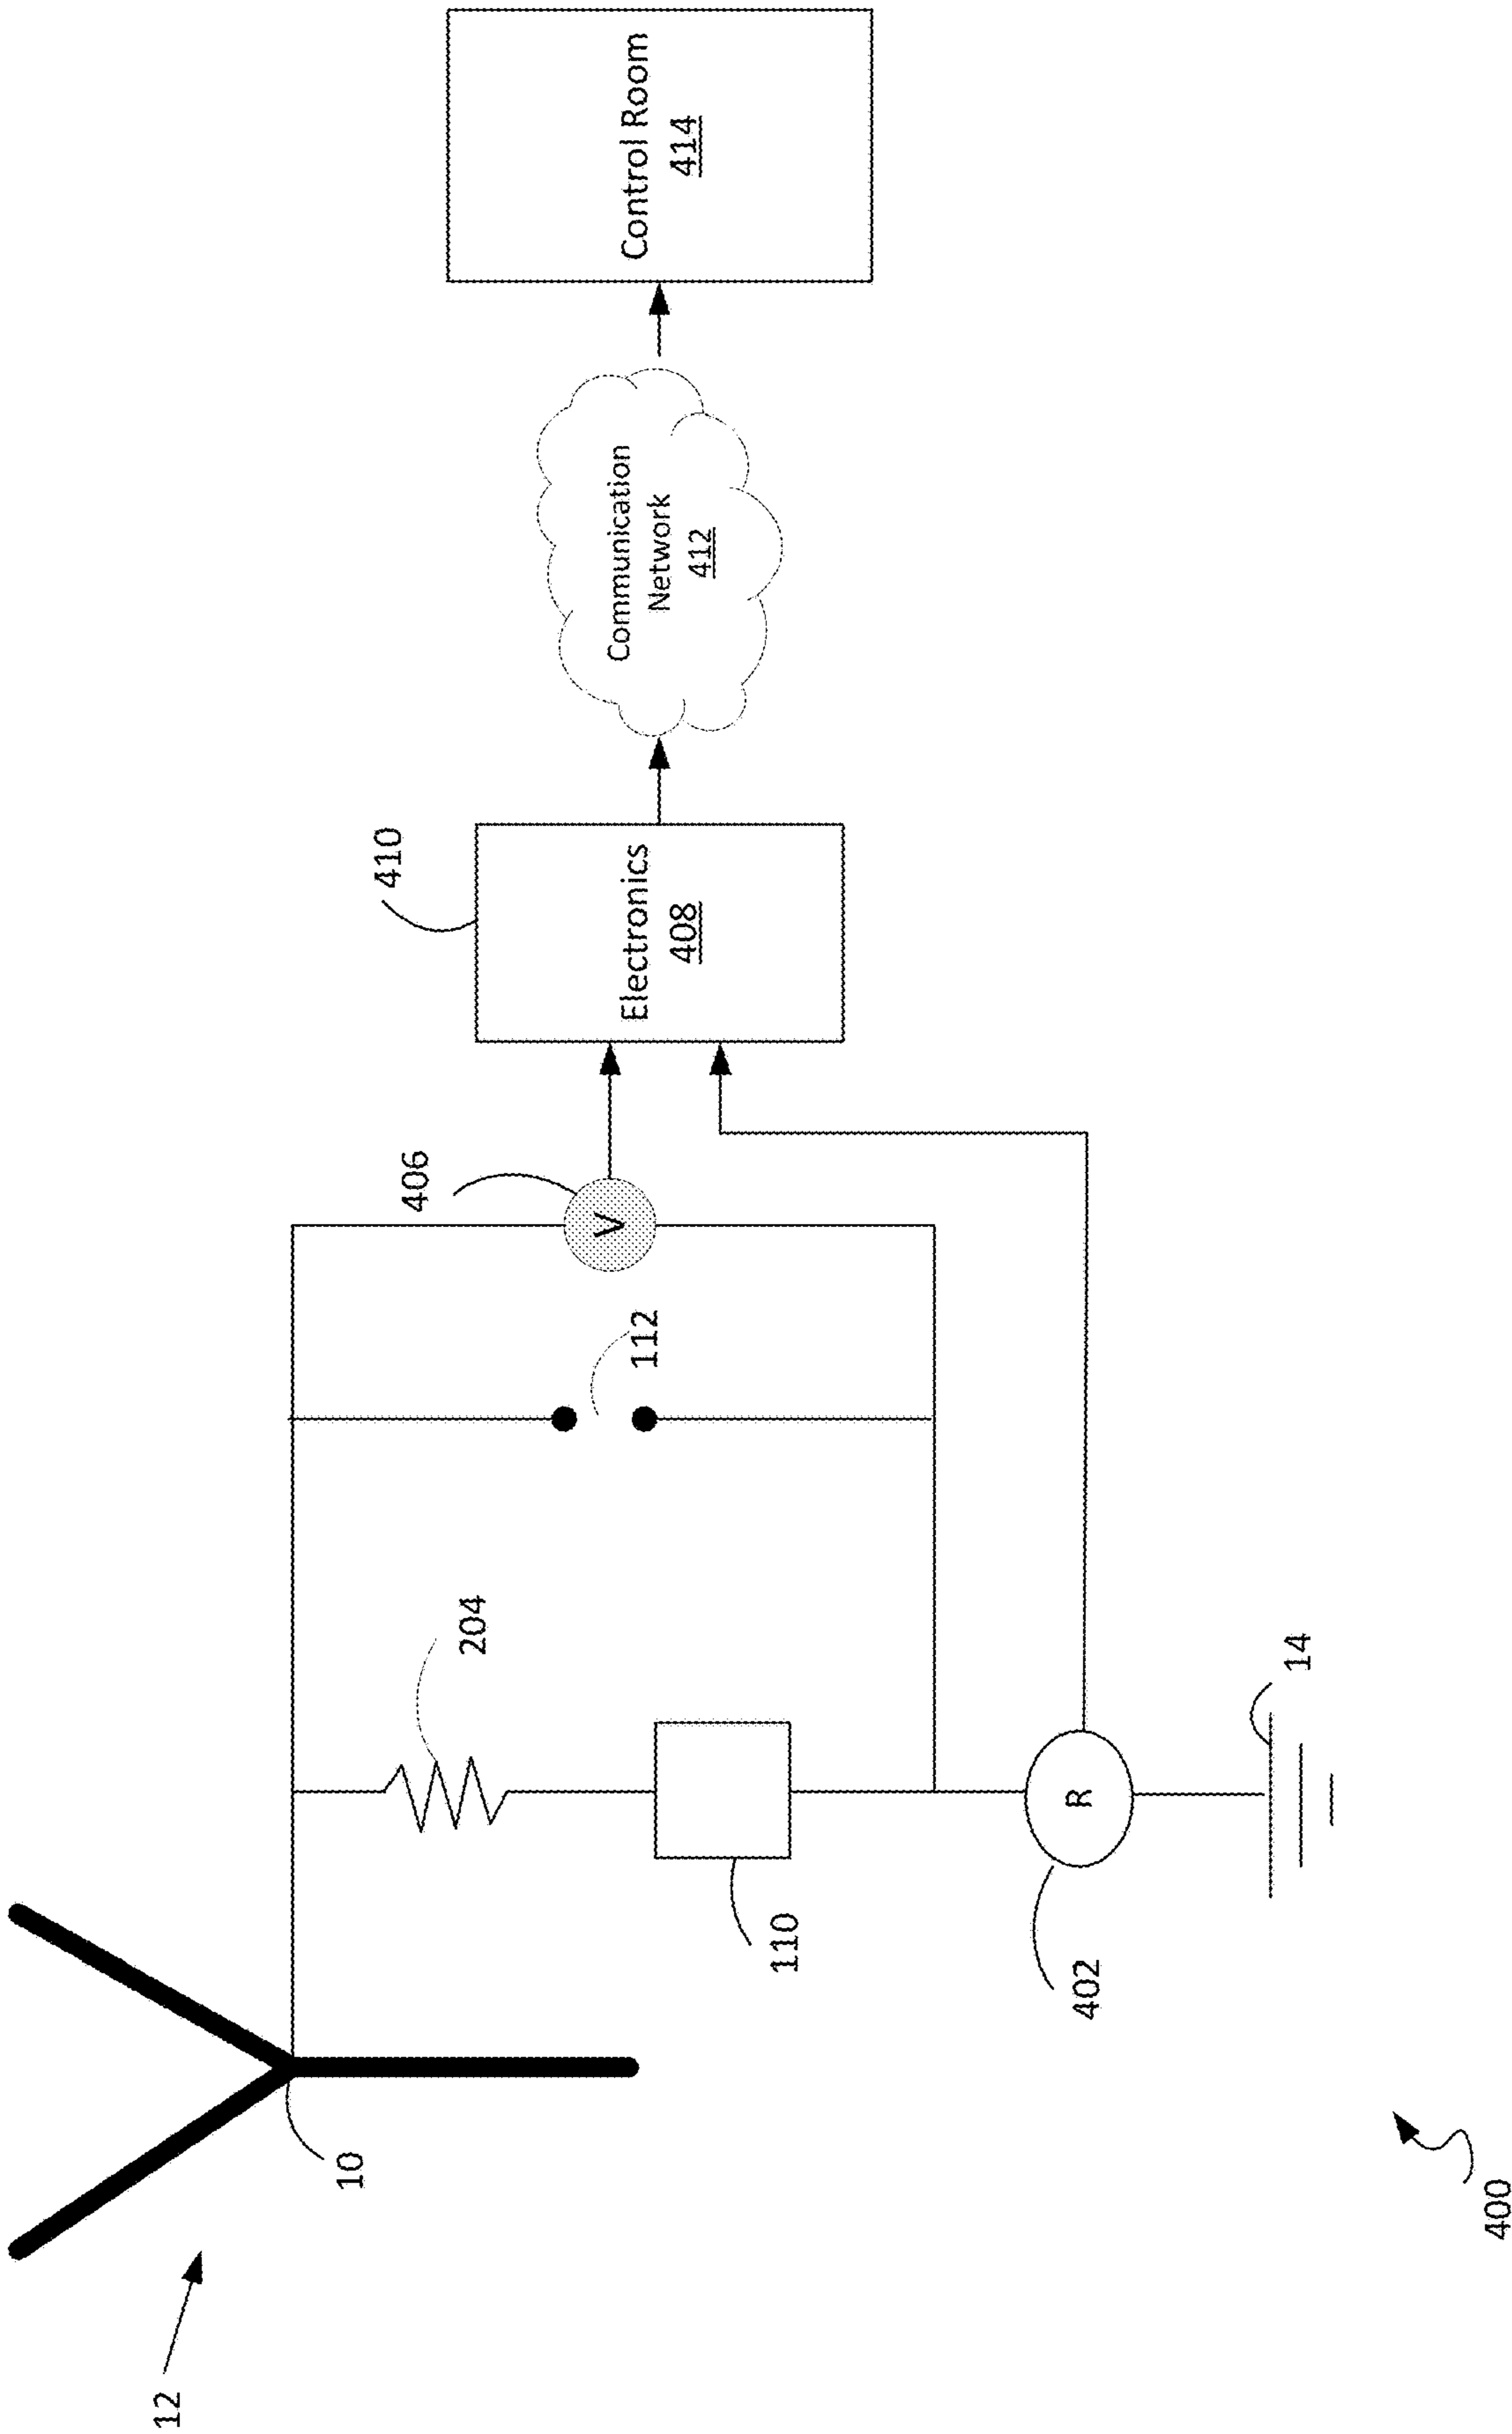 12
10
204
110
402
14
112
V
406
R
410
Electronics
408
Communication
Network
412
Control Room
414
400